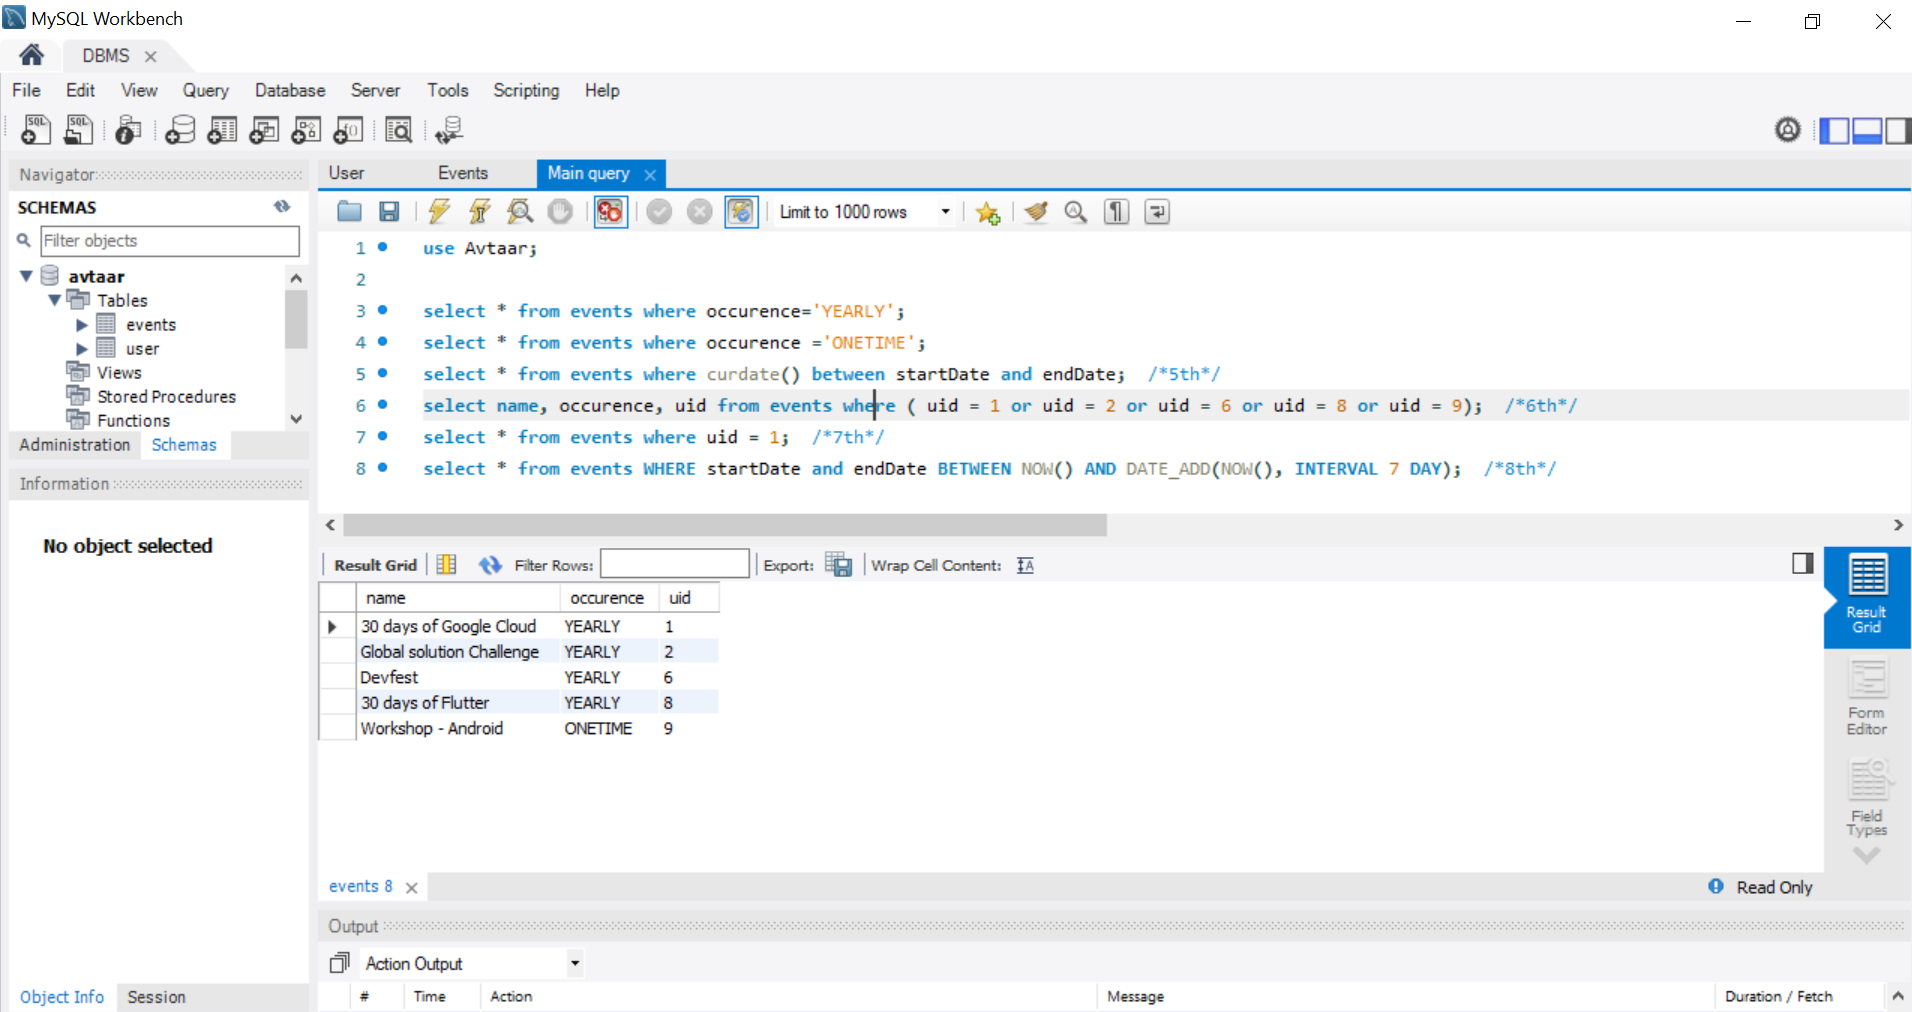 MySQL Workbench
DBMS
File Edit View Query Database Server Tools Scripting Help
SQL SQL
Navigator
SCHEMAS
Filter objects
avtaar
Tables
events
user
Views
Stored Procedures
Functions
Administration Schemas
Information
No object selected
Object Info Session
User Events Main query
Limit to 1000 rows
1 use Avtaar;
2
3 select * from events where occurence='YEARLY';
4 select * from events where occurence ='ONETIME';
5 select * from events where curdate() between startDate and endDate; /*5th*/
6 select name, occurence, uid from events where ( uid = 1 or uid = 2 or uid = 6 or uid = 8 or uid = 9); /*6th*/
7 select * from events where uid = 1; /*7th*/
8 select * from events WHERE startDate and endDate BETWEEN NOW() AND DATE_ADD(NOW(), INTERVAL 7 DAY); /*8th*/
Result Grid Filter Rows: Export: Wrap Cell Content:
name occurence uid
30 days of Google Cloud YEARLY 1
Global solution Challenge YEARLY 2
Devfest YEARLY 6
30 days of Flutter YEARLY 8
Workshop - Android ONETIME 9
Result
Grid
Form
Editor
Field
Types
events 8 Read Only
Output
Action Output
# Time Action Message Duration / Fetch